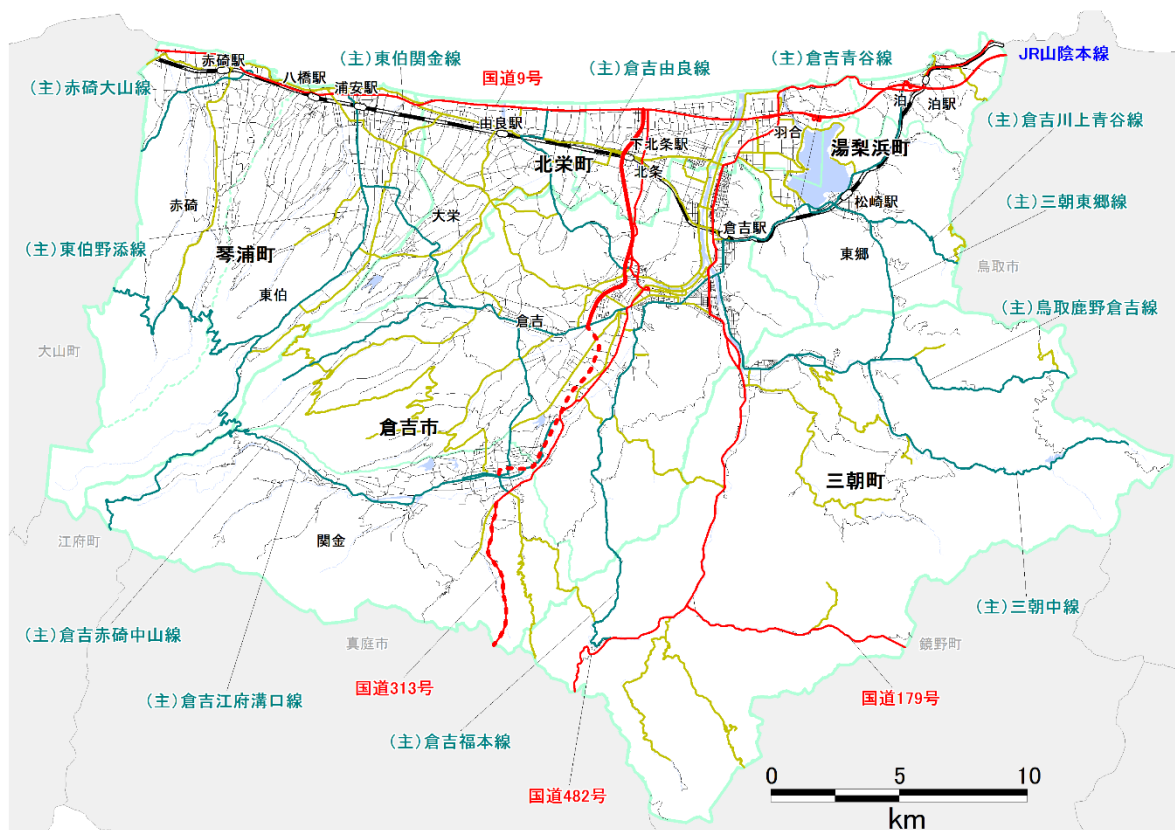 赤碕駅
(主)東伯関金線
JR山陰本線
(主)倉吉青谷線
(主)倉吉由良線
八橋駅
国道9号
(主)赤碕大山線
浦安駅
泊
泊駅
(主)倉吉川上青谷線
由良駅
羽合
下北条駅
湯梨浜町
北栄町
北条
松崎駅
(主)三朝東郷線
赤碕
大栄
倉吉駅
(主)東伯野添線
琴浦町
東郷
鳥取市
東伯
(主)鳥取鹿野倉吉線
倉吉
大山町
倉吉市
三朝町
関金
江府町
(主)三朝中線
(主)倉吉赤碕中山線
真庭市
鏡野町
国道313号
(主)倉吉江府溝口線
国道179号
(主)倉吉福本線
0 5 10
国道482号
km